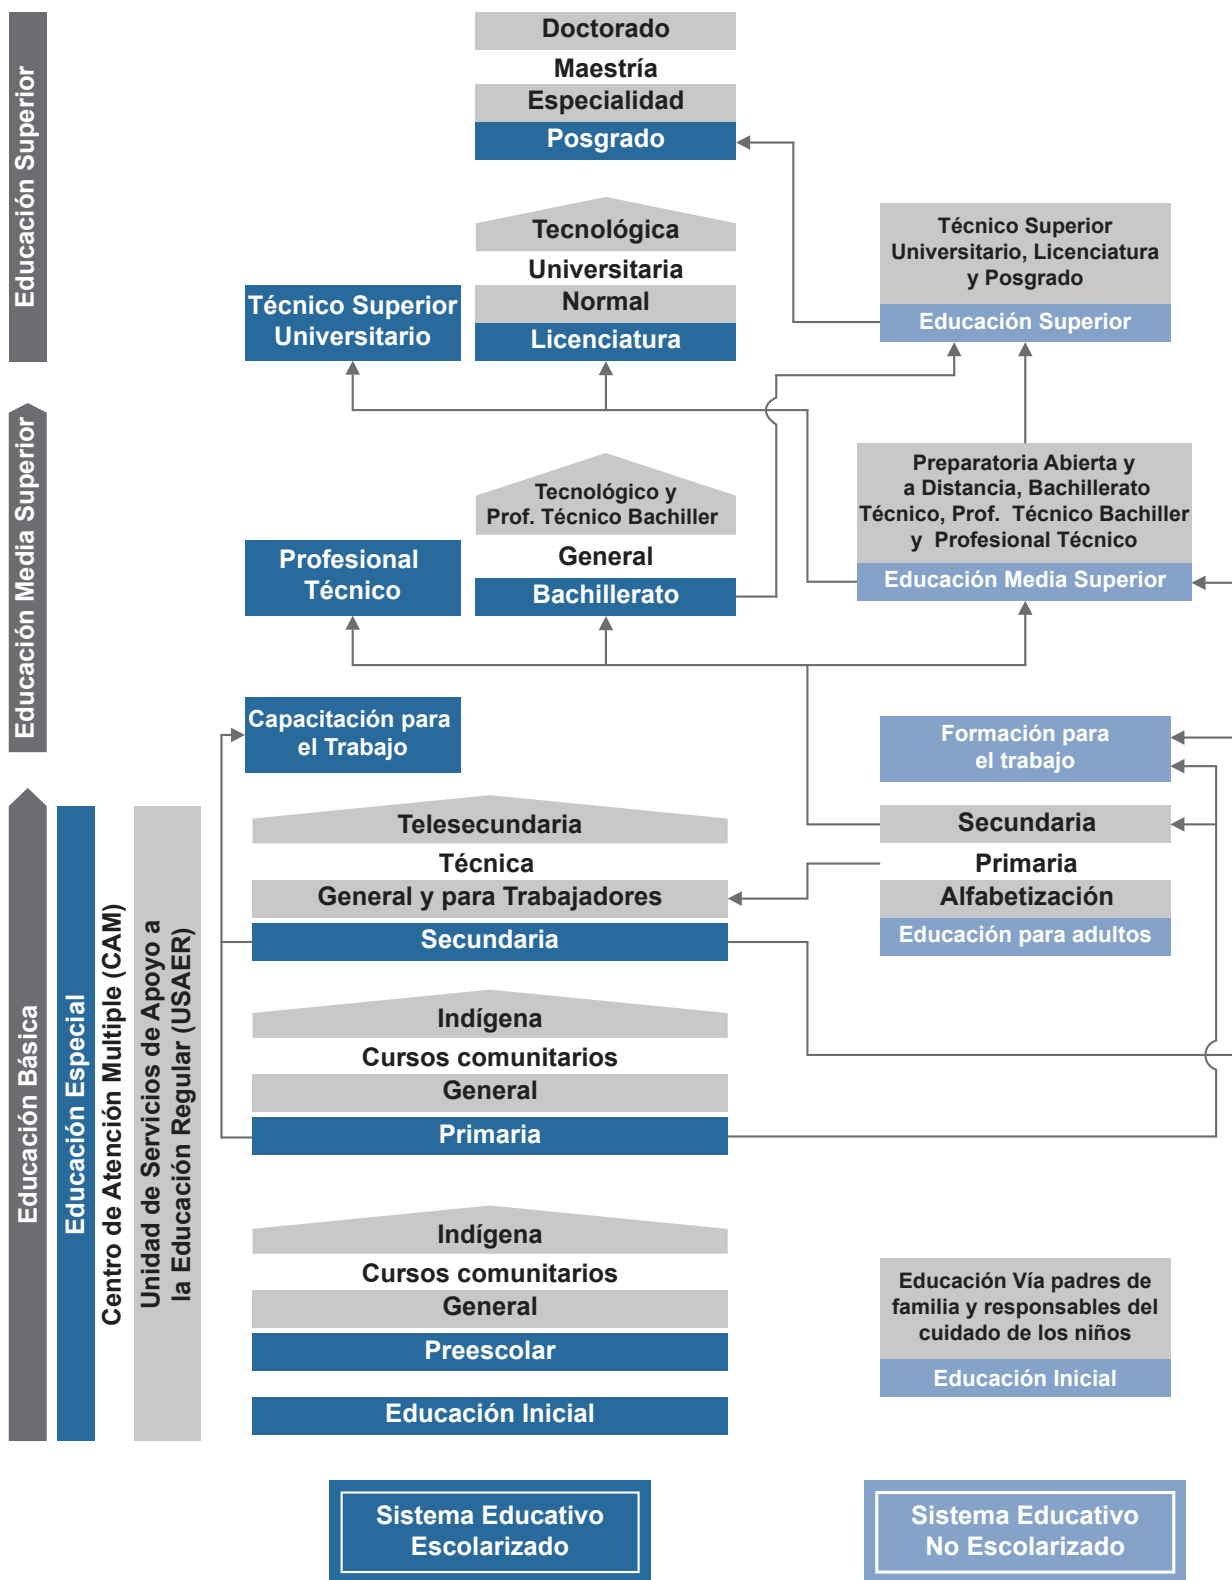 Educación Superior
Educación Media Superior
Educación Básica
Educación Especial
Centro de Atención Multiple (CAM)
Unidad de Servicios de Apoyo a
la Educación Regular (USAER)
Doctorado
Maestría
Especialidad
Posgrado
Tecnológica
Universitaria
Normal
Licenciatura
Técnico Superior
Universitario
Técnico Superior
Universitario, Licenciatura
y Posgrado
Educación Superior
Tecnológico y
Prof. Técnico Bachiller
General
Bachillerato
Profesional
Técnico
Preparatoria Abierta y
a Distancia, Bachillerato
Técnico, Prof. Técnico Bachiller
y Profesional Técnico
Educación Media Superior
Capacitación para
el Trabajo
Formación para
el trabajo
Telesecundaria
Técnica
General y para Trabajadores
Secundaria
Secundaria
Primaria
Alfabetización
Educación para adultos
Indígena
Cursos comunitarios
General
Primaria
Indígena
Cursos comunitarios
General
Preescolar
Educación Inicial
Educación Vía padres de
familia y responsables del
cuidado de los niños
Educación Inicial
Sistema Educativo
Escolarizado
Sistema Educativo
No Escolarizado